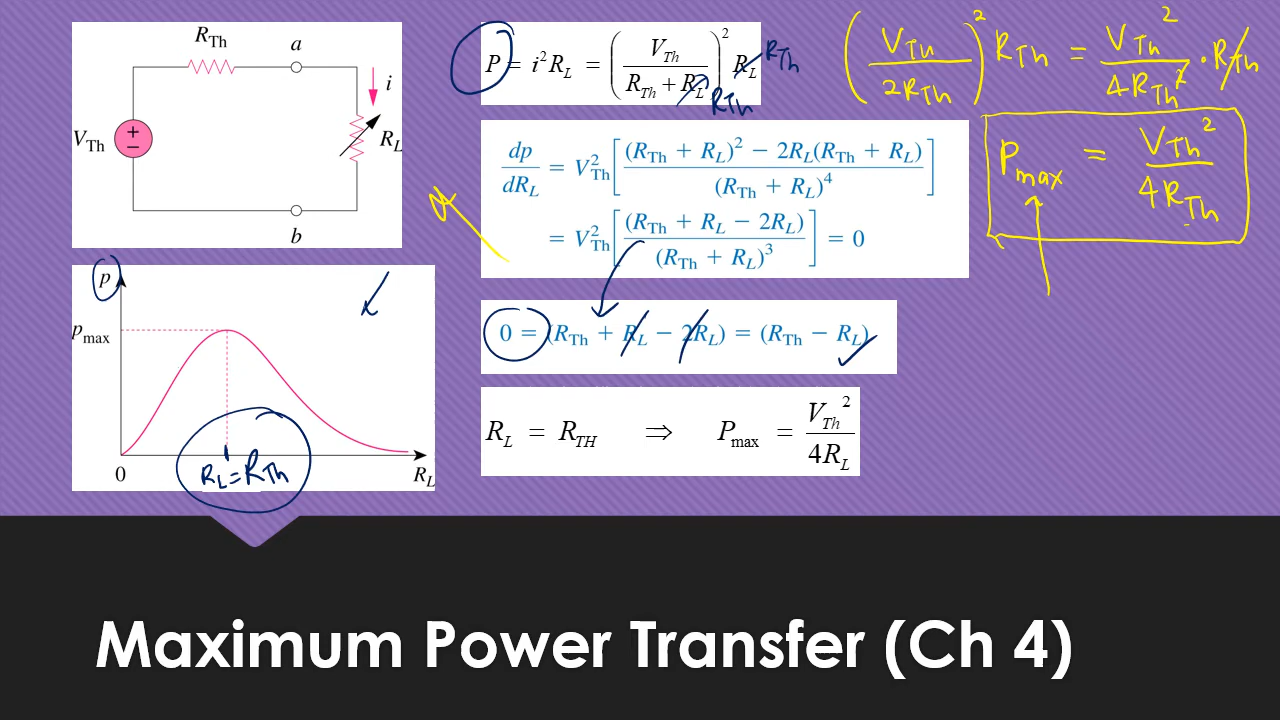 R_Th
a
i
V_Th
+
−
R_L
b
p
p_max
0
R_L = R_Th
R_L
P = i²R_L = (V_Th / (R_Th + R_L))² R_L
R_Th
R_Th
dp/dR_L = V²_Th [((R_Th + R_L)² − 2R_L(R_Th + R_L)) / (R_Th + R_L)⁴]
= V²_Th [(R_Th + R_L − 2R_L) / (R_Th + R_L)³] = 0
0 = (R_Th + R_L − 2R_L) = (R_Th − R_L)
R_L = R_TH ⇒ P_max = V_Th² / 4R_L
(V_Th / 2R_Th)² R_Th = V_Th² / 4R_Th² · R_Th
P_max = V_Th² / 4R_Th
Maximum Power Transfer (Ch 4)